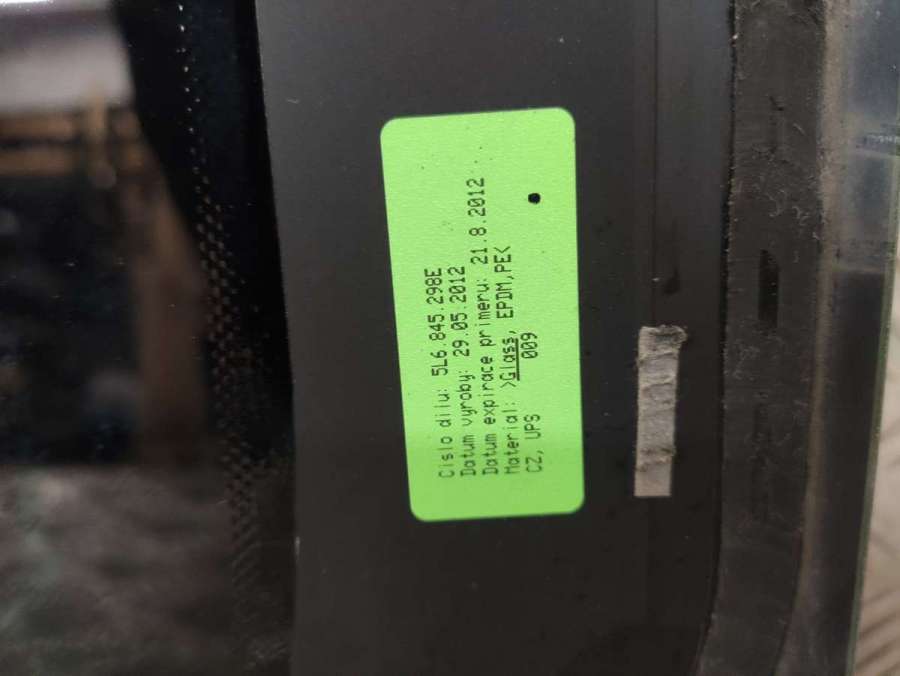 Cislo dilu: 5L6 845.298E
Datum vyroby: 29.05.2012
Datum expirace primeru: 21.8.2012
Material: >Glass, EPDM,PE<
CZ, UPS 009